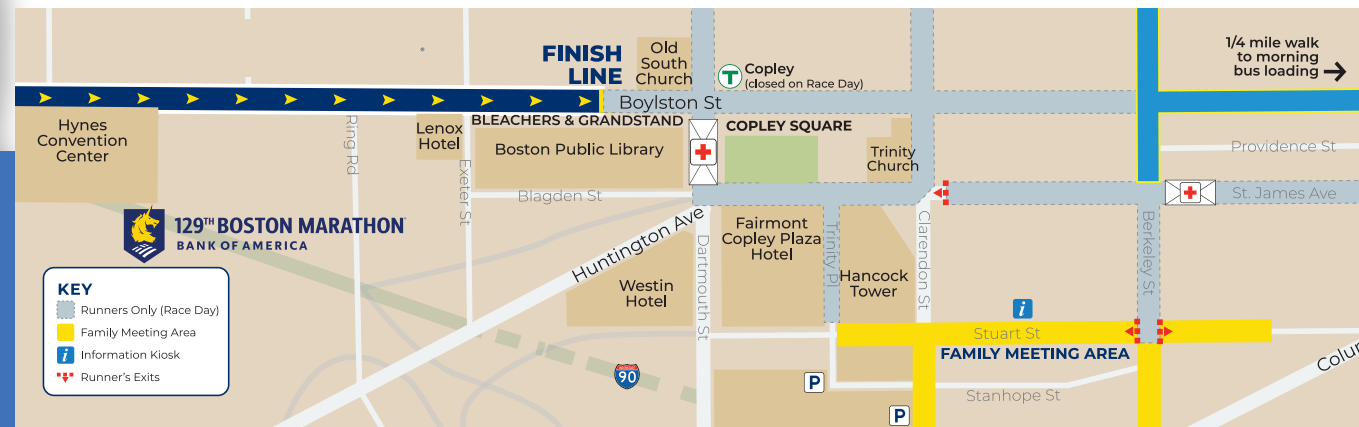 FINISH
LINE
Old
South
Church
T
Copley
(closed on Race Day)
1/4 mile walk
to morning
bus loading
Boylston St
Hynes
Convention
Center
Ring Rd
Lenox
Hotel
Exeter St
BLEACHERS & GRANDSTAND
Boston Public Library
COPLEY SQUARE
Trinity
Church
Providence St
Blagden St
St. James Ave
129TH BOSTON MARATHON
BANK OF AMERICA
Huntington Ave
Dartmouth St
Fairmont
Copley Plaza
Hotel
Trinity Pl
Clarendon St
Berkeley St
Westin
Hotel
Hancock
Tower
i
Stuart St
FAMILY MEETING AREA
Stanhope St
Colu
90
P
P
KEY
Runners Only (Race Day)
Family Meeting Area
i Information Kiosk
Runner's Exits